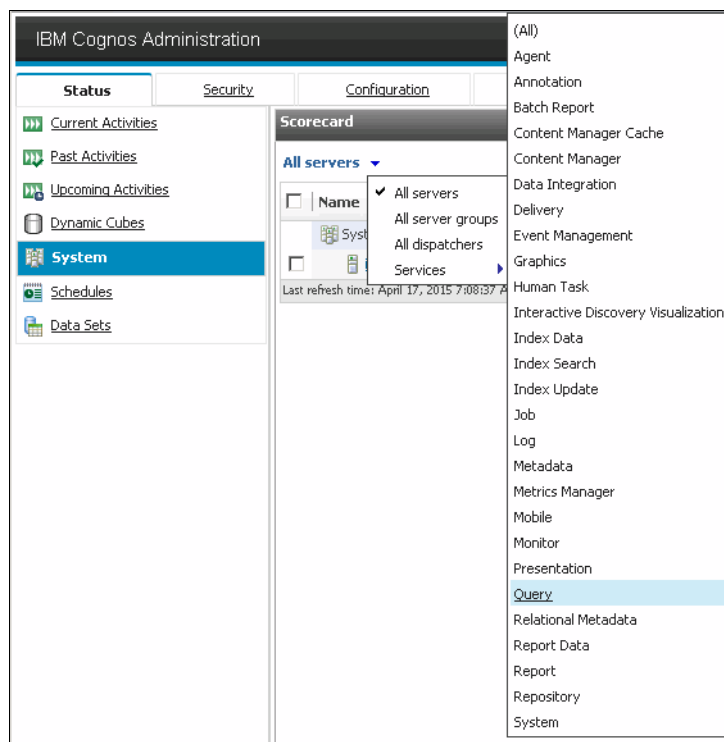 IBM Cognos Administration
Status
Security
Configuration
Current Activities
Past Activities
Upcoming Activities
Dynamic Cubes
System
Schedules
Data Sets
Scorecard
All servers
Name
Syst
Last refresh time: April 17, 2015 7:08:37 A
All servers
All server groups
All dispatchers
Services
(All)
Agent
Annotation
Batch Report
Content Manager Cache
Content Manager
Data Integration
Delivery
Event Management
Graphics
Human Task
Interactive Discovery Visualization
Index Data
Index Search
Index Update
Job
Log
Metadata
Metrics Manager
Mobile
Monitor
Presentation
Query
Relational Metadata
Report Data
Report
Repository
System